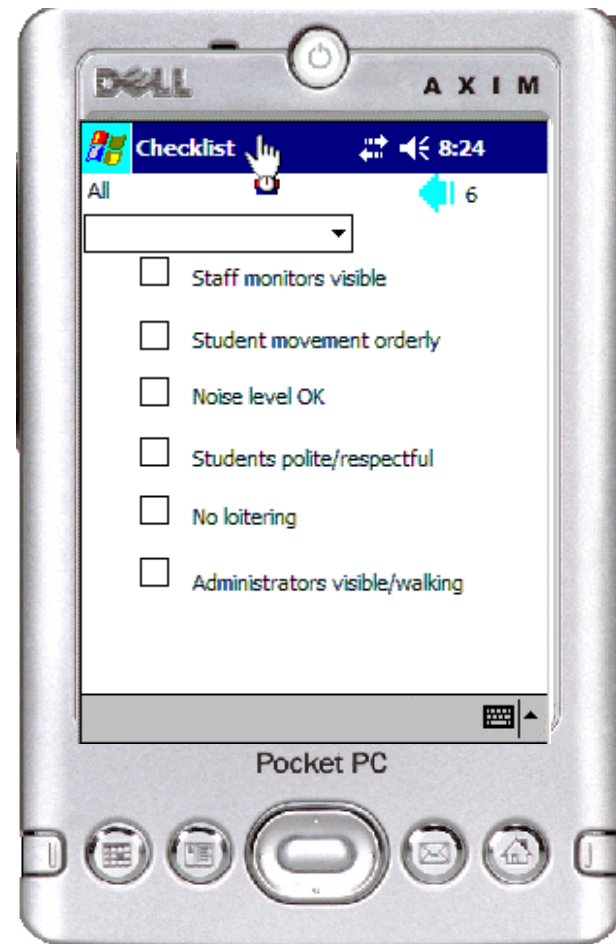 DELL
A X I M
Checklist 8:24
All 6
Staff monitors visible
Student movement orderly
Noise level OK
Students polite/respectful
No loitering
Administrators visible/walking
Pocket PC